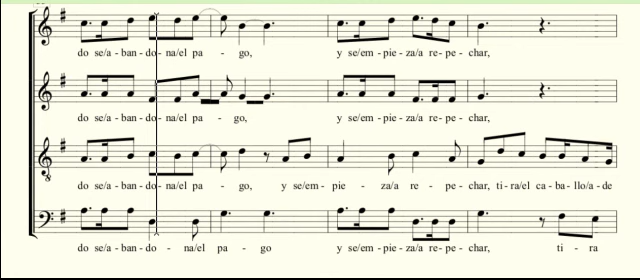 do se/a - ban - do - na/el pa - go, y se/em - pie - za/a re - pe - char,
do se/a - ban - do - na/el pa - go, y se/em - pie - za/a re - pe - char,
do se/a - ban - do - na/el pa - go, y se/em - pie - za/a re - pe - char, ti - ra/el ca - ba - llo/a - de
do se/a - ban - do - na/el pa - go y se/em - pie - za/a re - pe - char, ti - ra